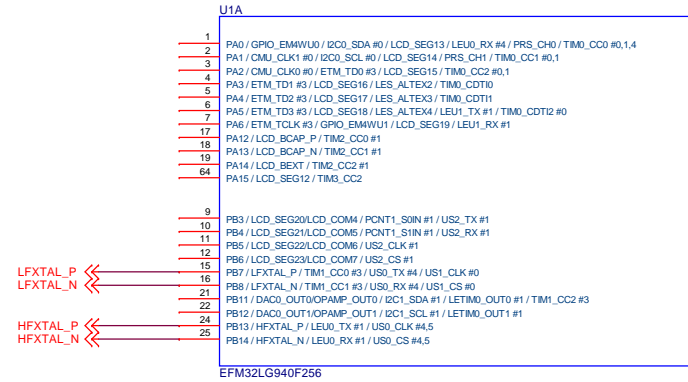 U1A
1 PA0 / GPIO_EM4WU0 / I2C0_SDA #0 / LCD_SEG13 / LEU0_RX #4 / PRS_CH0 / TIM0_CC0 #0,1,4
2 PA1 / CMU_CLK1 #0 / I2C0_SCL #0 / LCD_SEG14 / PRS_CH1 / TIM0_CC1 #0,1
3 PA2 / CMU_CLK0 #0 / ETM_TD0 #3 / LCD_SEG15 / TIM0_CC2 #0,1
4 PA3 / ETM_TD1 #3 / LCD_SEG16 / LES_ALTEX2 / TIM0_CDTI0
5 PA4 / ETM_TD2 #3 / LCD_SEG17 / LES_ALTEX3 / TIM0_CDTI1
6 PA5 / ETM_TD3 #3 / LCD_SEG18 / LES_ALTEX4 / LEU1_TX #1 / TIM0_CDTI2 #0
7 PA6 / ETM_TCLK #3 / GPIO_EM4WU1 / LCD_SEG19 / LEU1_RX #1
17 PA12 / LCD_BCAP_P / TIM2_CC0 #1
18 PA13 / LCD_BCAP_N / TIM2_CC1 #1
19 PA14 / LCD_BEXT / TIM2_CC2 #1
64 PA15 / LCD_SEG12 / TIM3_CC2
9 PB3 / LCD_SEG20/LCD_COM4 / PCNT1_S0IN #1 / US2_TX #1
10 PB4 / LCD_SEG21/LCD_COM5 / PCNT1_S1IN #1 / US2_RX #1
11 PB5 / LCD_SEG22/LCD_COM6 / US2_CLK #1
12 PB6 / LCD_SEG23/LCD_COM7 / US2_CS #1
LFXTAL_P 15 PB7 / LFXTAL_P / TIM1_CC0 #3 / US0_TX #4 / US1_CLK #0
LFXTAL_N 16 PB8 / LFXTAL_N / TIM1_CC1 #3 / US0_RX #4 / US1_CS #0
21 PB11 / DAC0_OUT0/OPAMP_OUT0 / I2C1_SDA #1 / LETIM0_OUT0 #1 / TIM1_CC2 #3
22 PB12 / DAC0_OUT1/OPAMP_OUT1 / I2C1_SCL #1 / LETIM0_OUT1 #1
HFXTAL_P 24 PB13 / HFXTAL_P / LEU0_TX #1 / US0_CLK #4,5
HFXTAL_N 25 PB14 / HFXTAL_N / LEU0_RX #1 / US0_CS #4,5
EFM32LG940F256